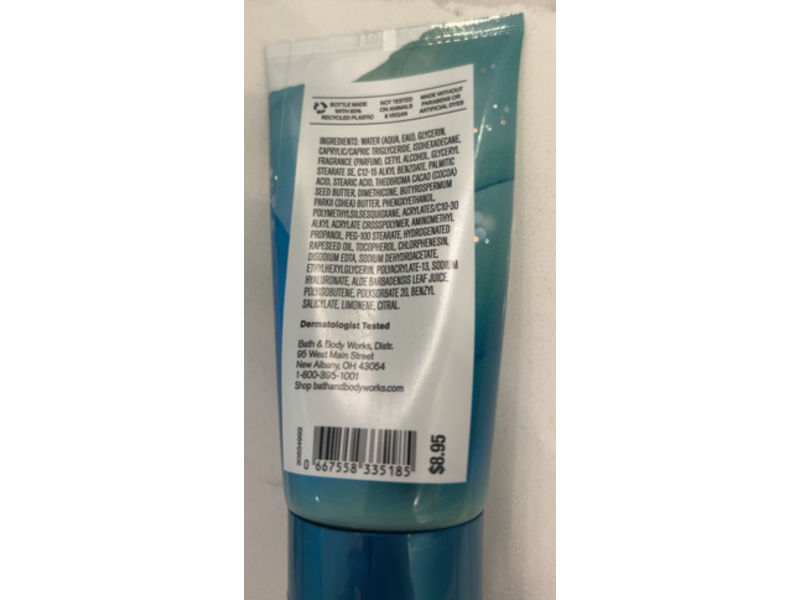 BOTTLE MADE
WITH 82%
RECYCLED PLASTIC
NOT TESTED
ON ANIMALS
& VEGAN
MADE WITHOUT
PARABENS OR
ARTIFICIAL DYES
INGREDIENTS: WATER (AQUA, EAU), GLYCERIN,
CAPRYLIC/CAPRIC TRIGLYCERIDE, ISOHEXADECANE,
FRAGRANCE (PARFUM), CETYL ALCOHOL, GLYCERYL
STEARATE SE, C12-15 ALKYL BENZOATE, PALMITIC
ACID, STEARIC ACID, THEOBROMA CACAO (COCOA)
SEED BUTTER, DIMETHICONE, BUTYROSPERMUM
PARKII (SHEA) BUTTER, PHENOXYETHANOL,
POLYMETHYLSILSESQUIOXANE, ACRYLATES/C10-30
ALKYL ACRYLATE CROSSPOLYMER, AMINOMETHYL
PROPANOL, PEG-100 STEARATE, HYDROGENATED
RAPESEED OIL, TOCOPHEROL, CHLORPHENESIN,
DISODIUM EDTA, SODIUM DEHYDROACETATE,
ETHYLHEXYLGLYCERIN, POLYACRYLATE-13, SODIUM
HYALURONATE, ALOE BARBADENSIS LEAF JUICE,
POLYISOBUTENE, POLYSORBATE 20, BENZYL
SALICYLATE, LIMONENE, CITRAL.
Dermatologist Tested
Bath & Body Works, Distr.
95 West Main Street
New Albany, OH 43054
1-800-395-1001
Shop bathandbodyworks.com
0 667558 335185
$8.95